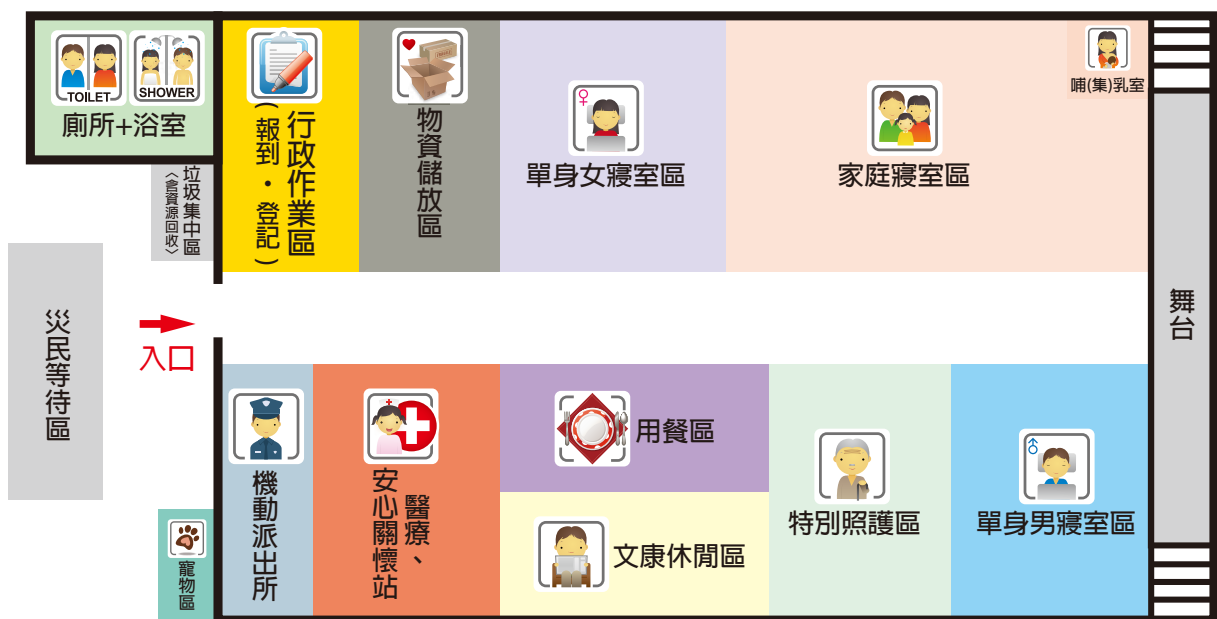 TOILET
SHOWER
廁所+浴室
垃圾集中區
〈含資源回收〉
行政作業區
(報到・登記)
物資儲放區
單身女寢室區
家庭寢室區
哺(集)乳室
災民等待區
入口
舞台
機動派出所
醫療、
安心關懷站
用餐區
文康休閒區
特別照護區
單身男寢室區
寵物區